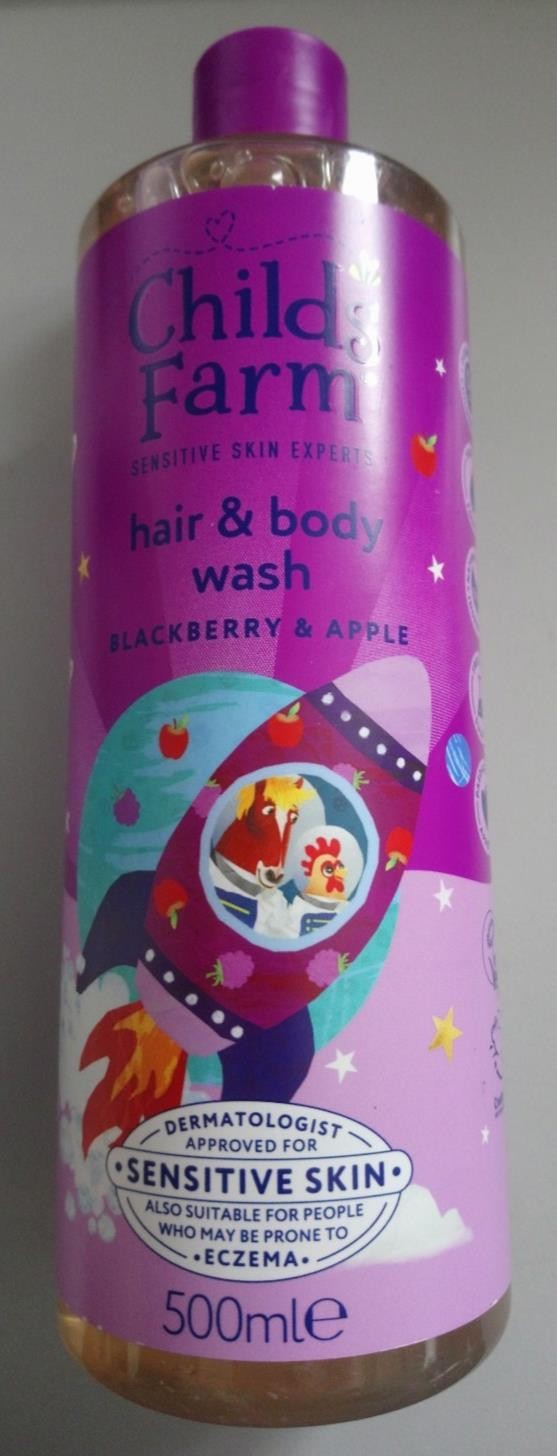 Child's
Farm
SENSITIVE SKIN EXPERTS
hair & body
wash
BLACKBERRY & APPLE
DERMATOLOGIST
APPROVED FOR
•SENSITIVE SKIN•
ALSO SUITABLE FOR PEOPLE
WHO MAY BE PRONE TO
•ECZEMA•
500ml℮